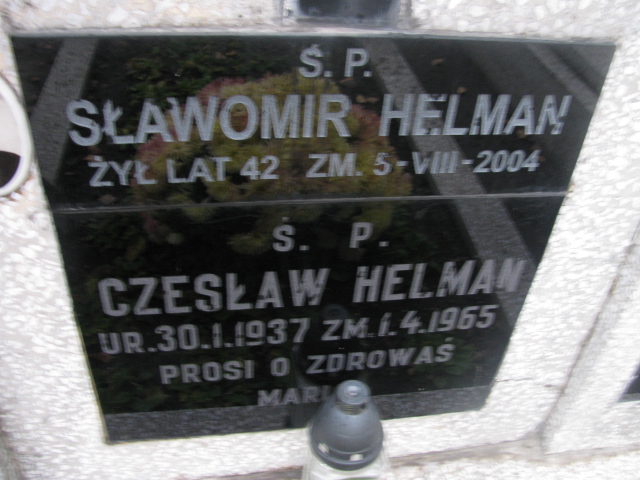 Ś. P.
SŁAWOMIR HELMAN
ŻYŁ LAT 42 ZM. 5-VIII-2004
Ś. P.
CZESŁAW HELMAN
UR.30.I.1937 ZM.1.4.1965
PROSI O ZDROWAŚ